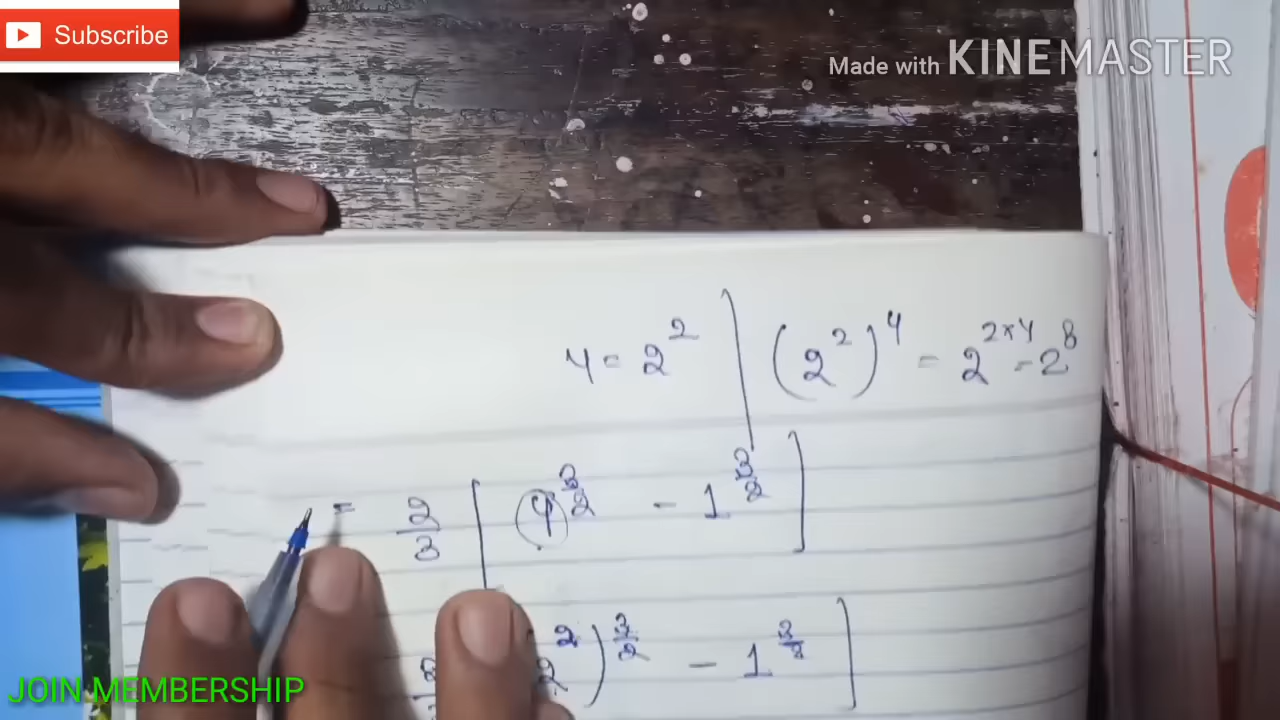 Subscribe
Made with KINEMASTER
4 = 2^2 | (2^2)^4 = 2^{2×4} = 2^8
= 2/3 [ 4^{3/2} - 1^{3/2} ]
2^2)^{3/2} - 1^{3/2} ]
JOIN MEMBERSHIP